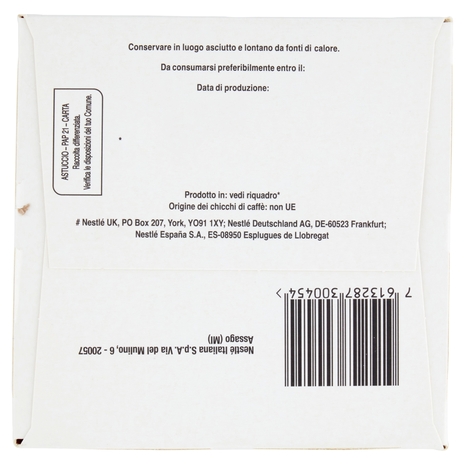 Conservare in luogo asciutto e lontano da fonti di calore.
Da consumarsi preferibilmente entro il:
Data di produzione:
ASTUCCIO – PAP 21 – CARTA
Raccolta differenziata.
Verifica le disposizioni del tuo Comune.
Prodotto in: vedi riquadro*
Origine dei chicchi di caffè: non UE
# Nestlé UK, PO Box 207, York, YO91 1XY; Nestlé Deutschland AG, DE-60523 Frankfurt;
Nestlé España S.A., ES-08950 Esplugues de Llobregat
7 613287 300454
Nestlé Italiana S.p.A. Via del Mulino, 6 - 20057
Assago (MI)